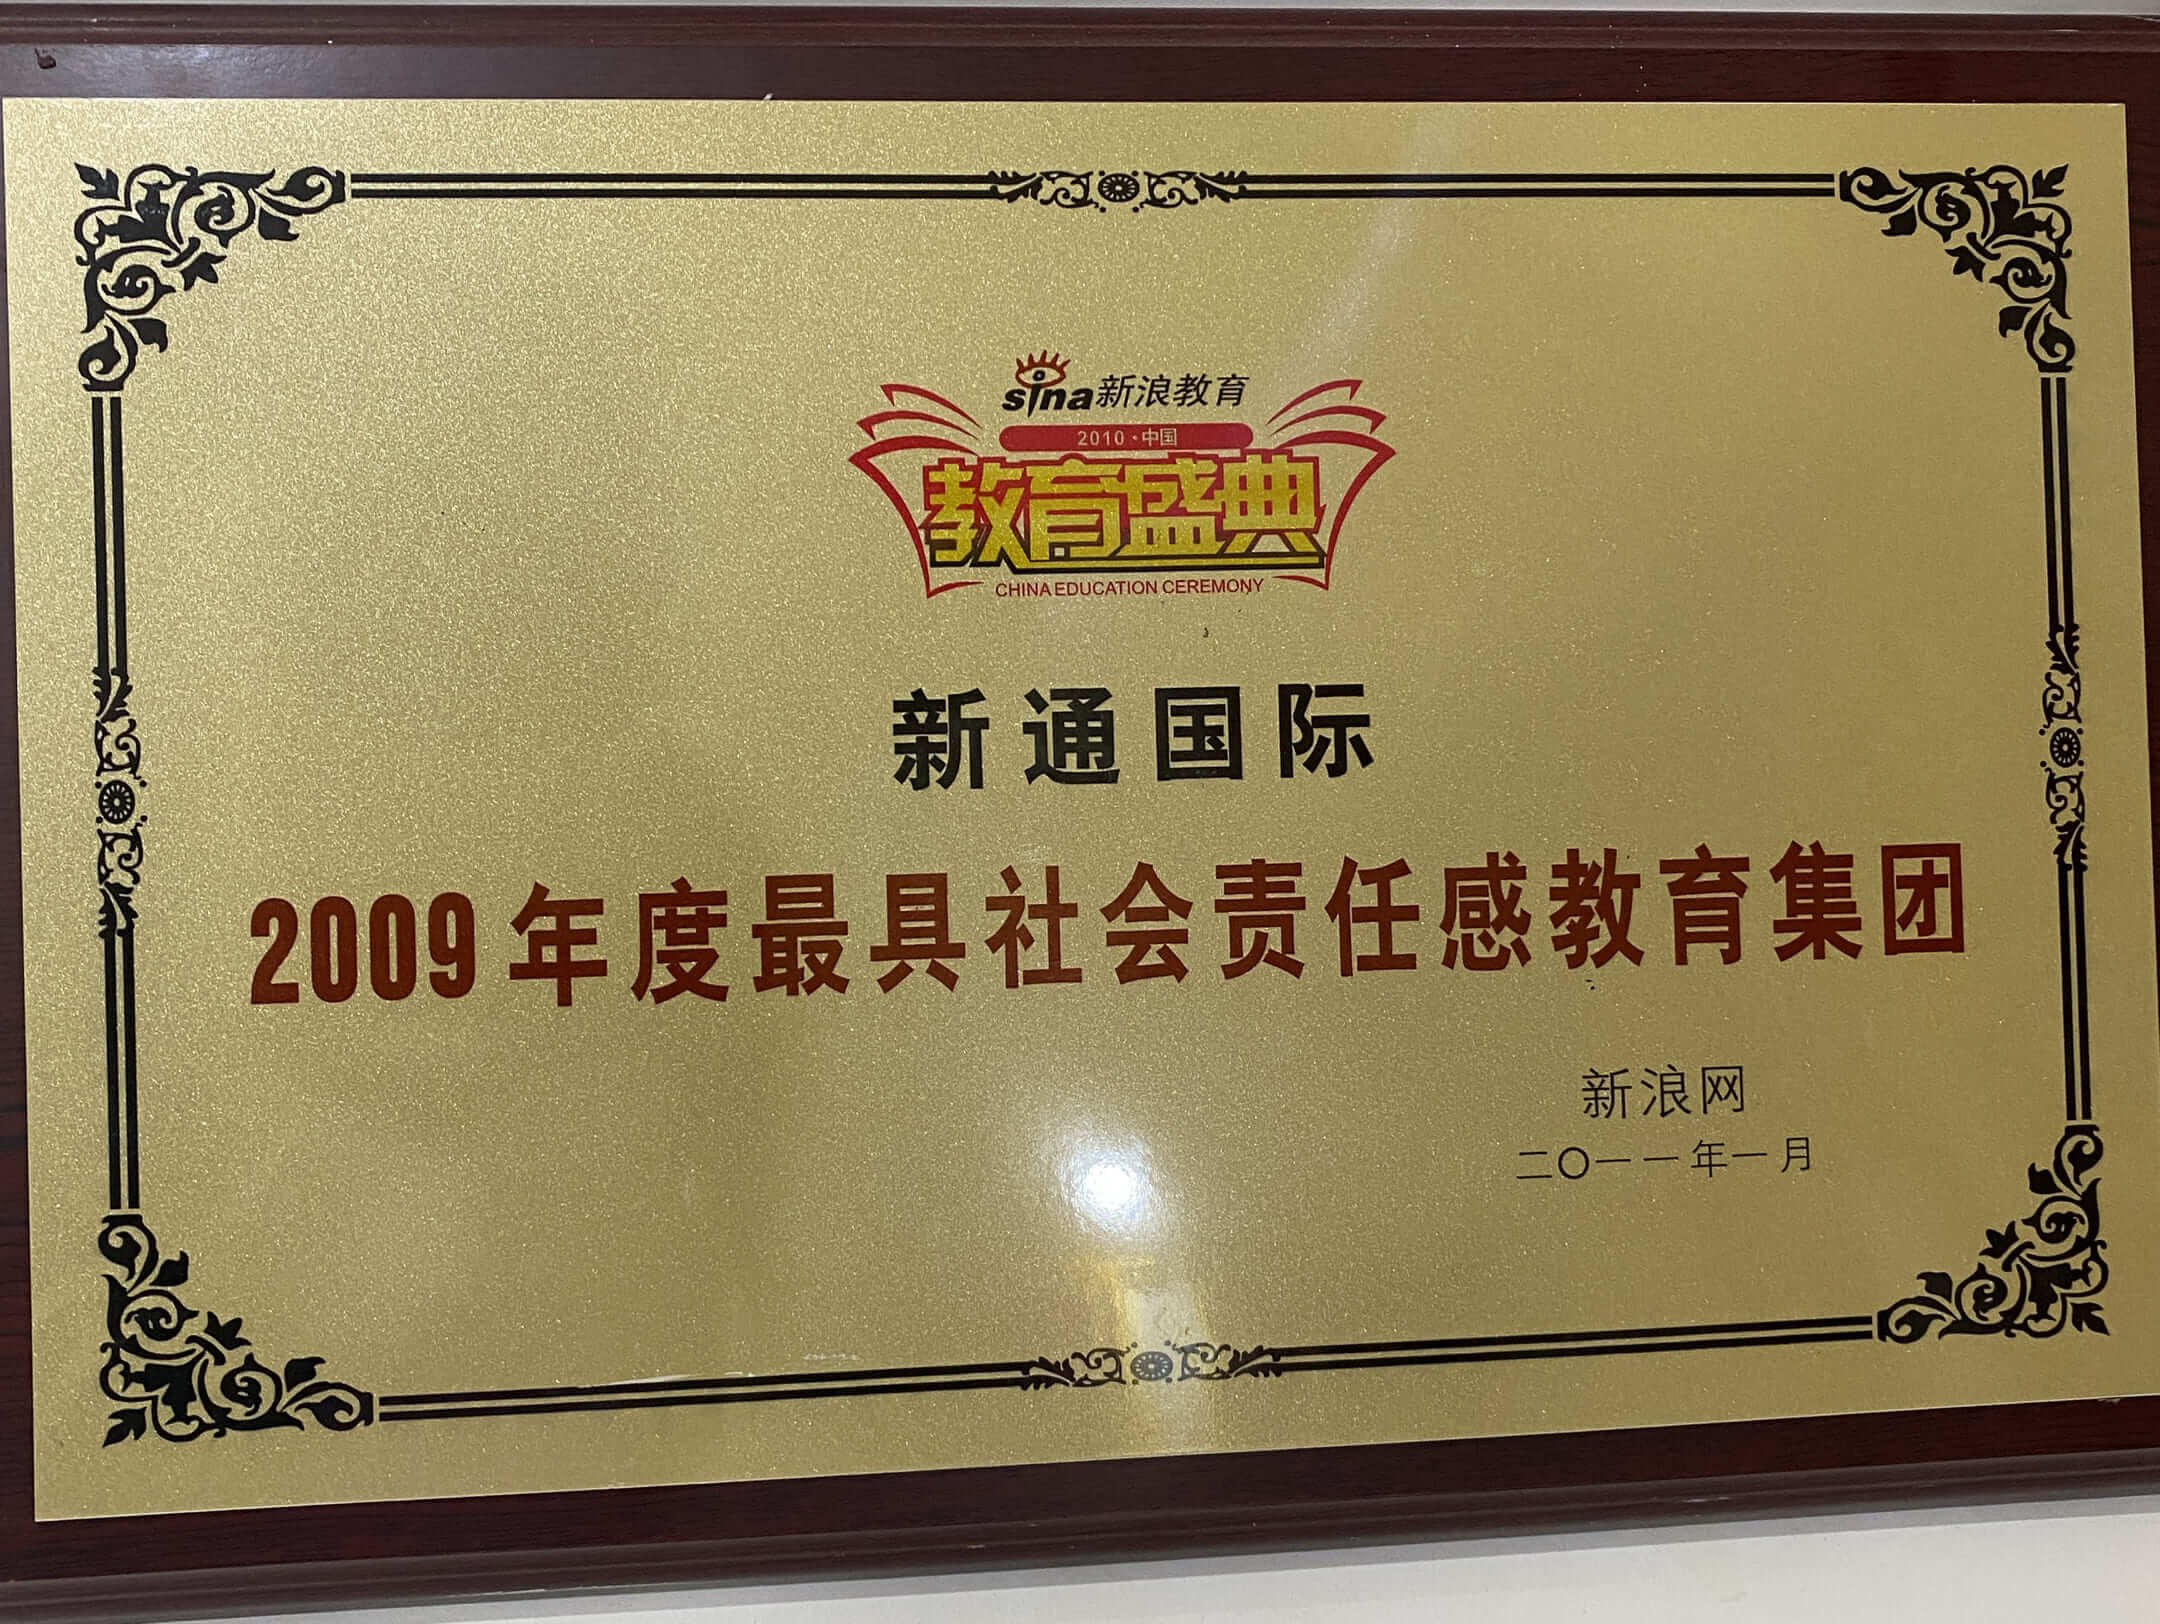 sina新浪教育
2010·中国
教育盛典
CHINA EDUCATION CEREMONY
新通国际
2009年度最具社会责任感教育集团
新浪网
二〇一一年一月